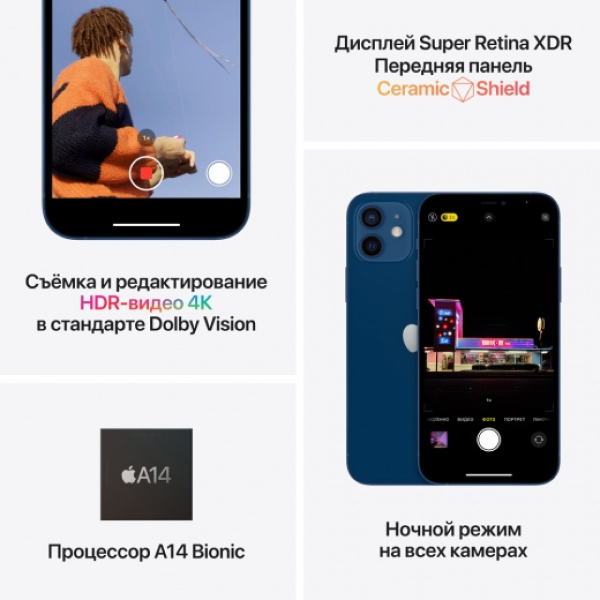 1x
Съёмка и редактирование
HDR-видео 4K
в стандарте Dolby Vision
A14
Процессор A14 Bionic
Дисплей Super Retina XDR
Передняя панель
Ceramic Shield
1x
ВИДЕО ФОТО ПОРТРЕТ
Ночной режим
на всех камерах